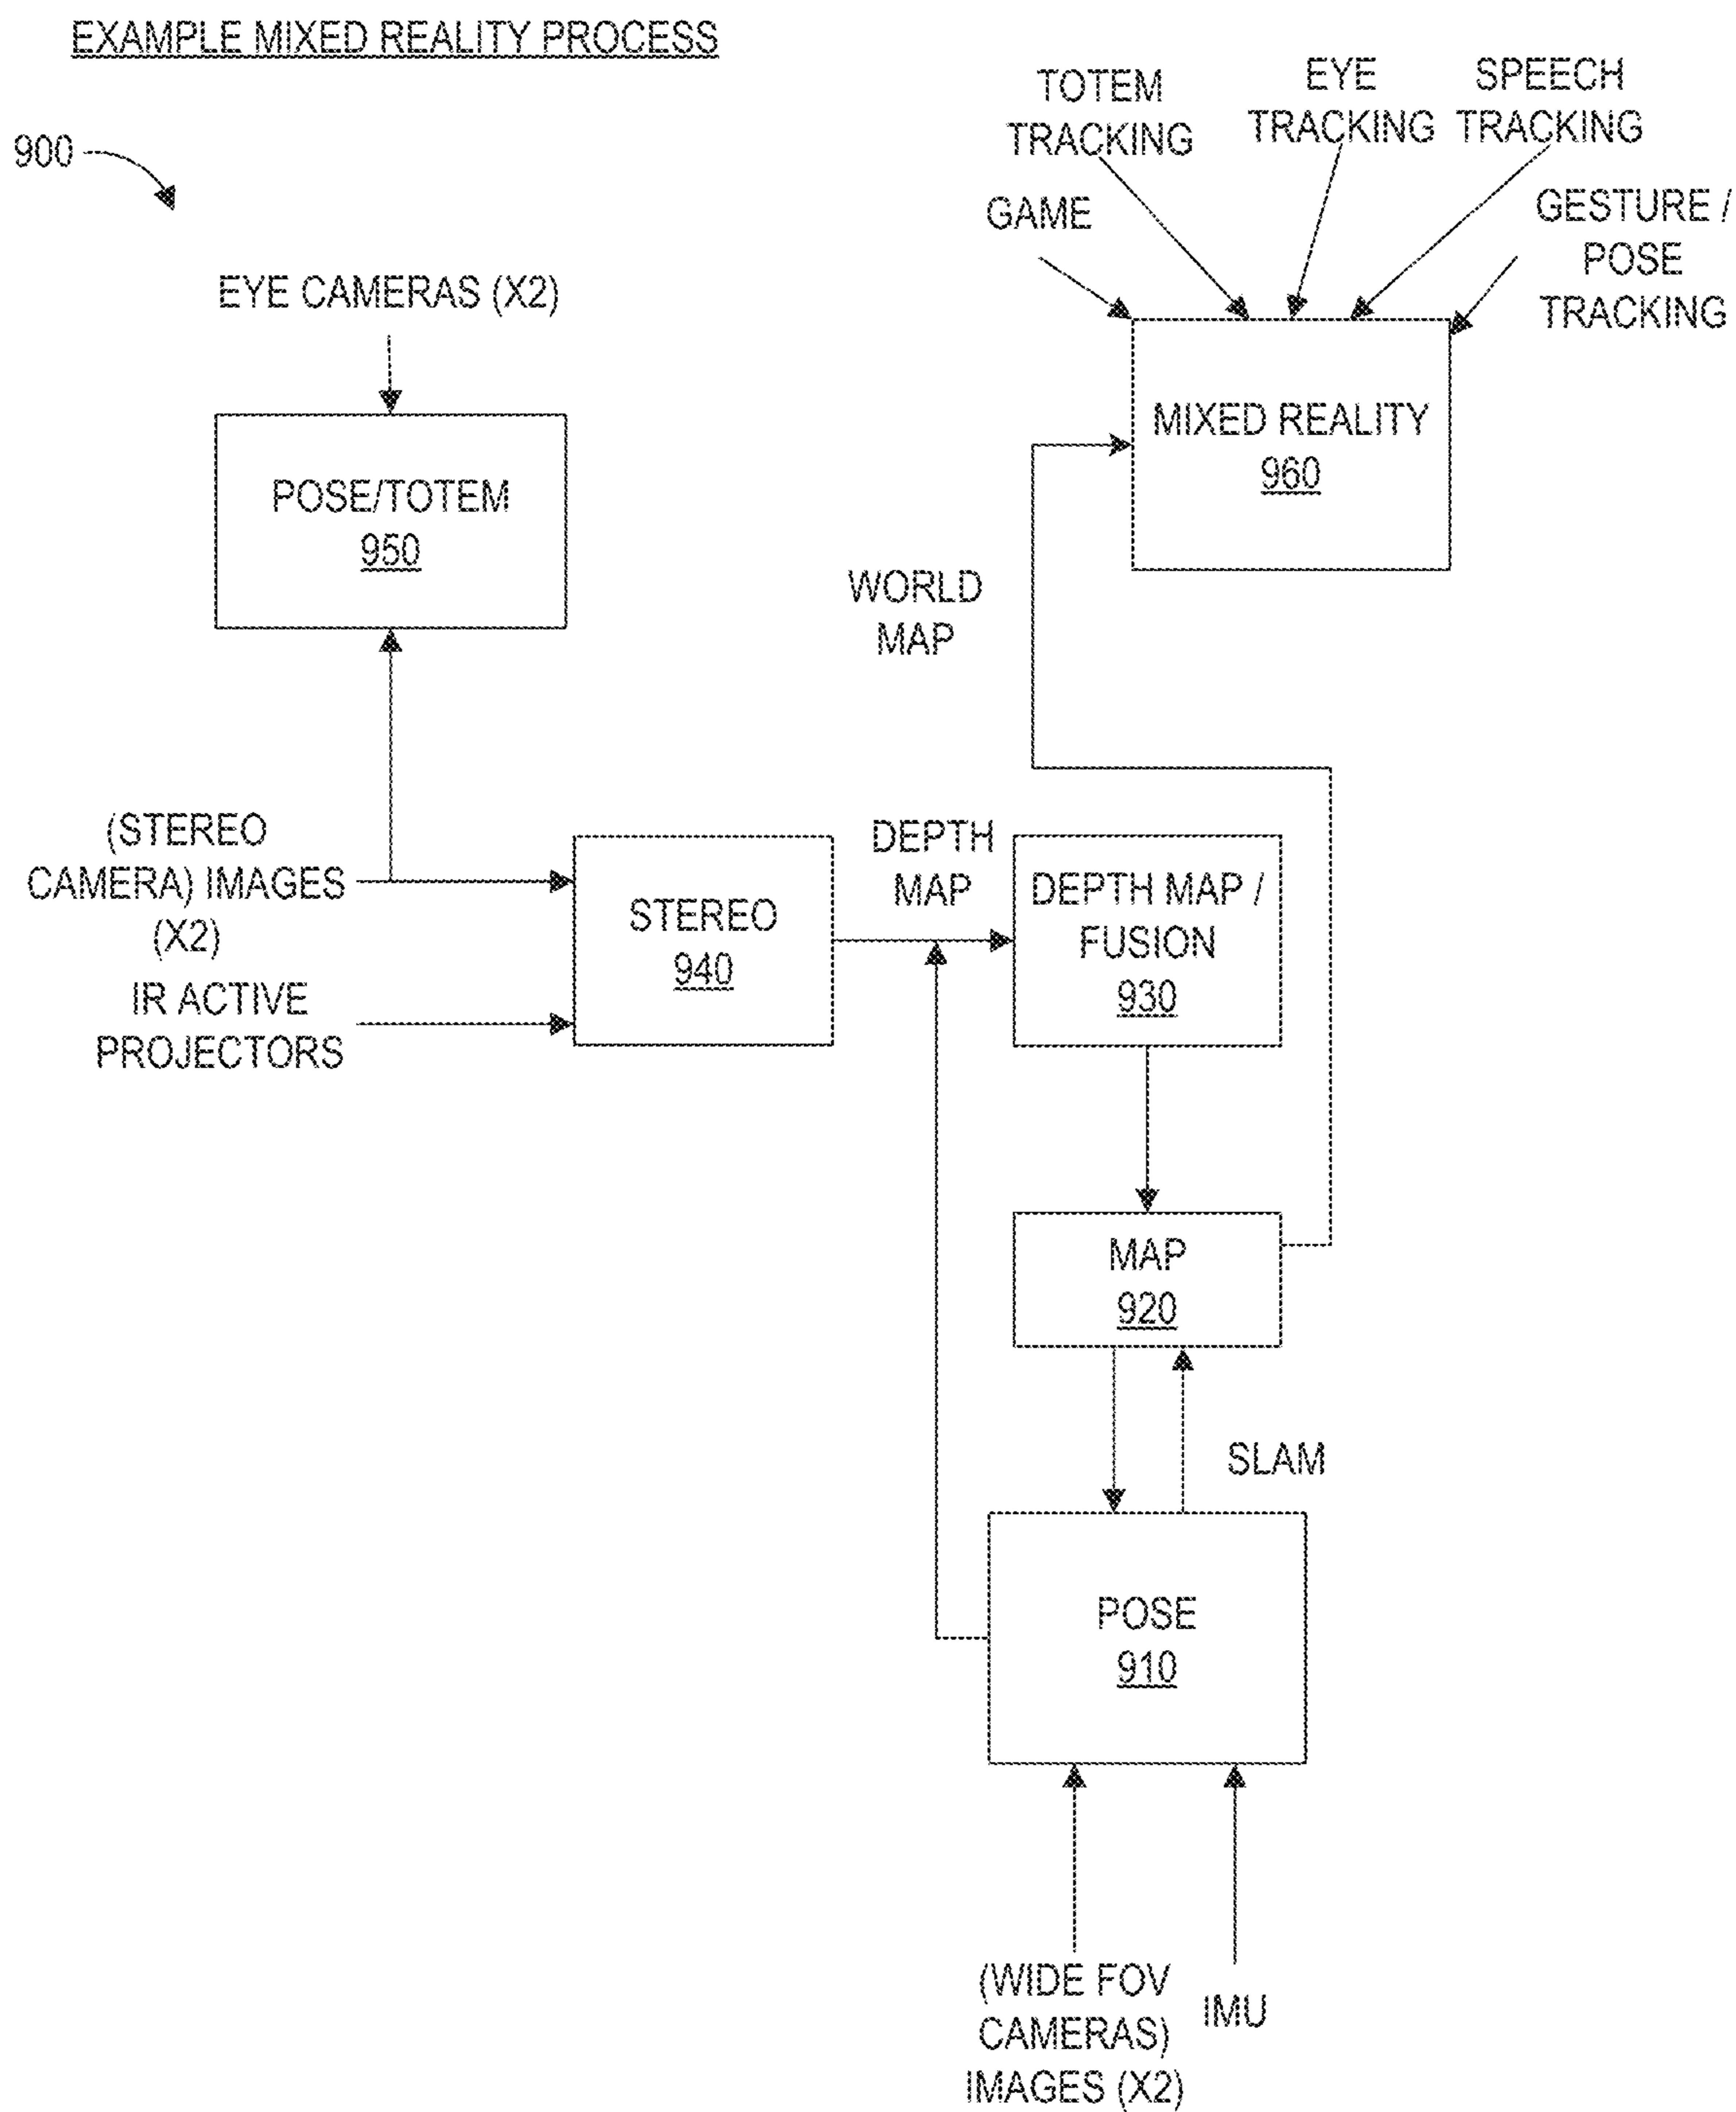 EXAMPLE MIXED REALITY PROCESS
900
TOTEM
TRACKING
EYE
TRACKING
SPEECH
TRACKING
GAME
GESTURE /
POSE
TRACKING
EYE CAMERAS (X2)
MIXED REALITY
960
POSE/TOTEM
950
WORLD
MAP
(STEREO
CAMERA) IMAGES
(X2)
IR ACTIVE
PROJECTORS
STEREO
940
DEPTH
MAP
DEPTH MAP /
FUSION
930
MAP
920
SLAM
POSE
910
(WIDE FOV
CAMERAS)
IMAGES (X2)
IMU